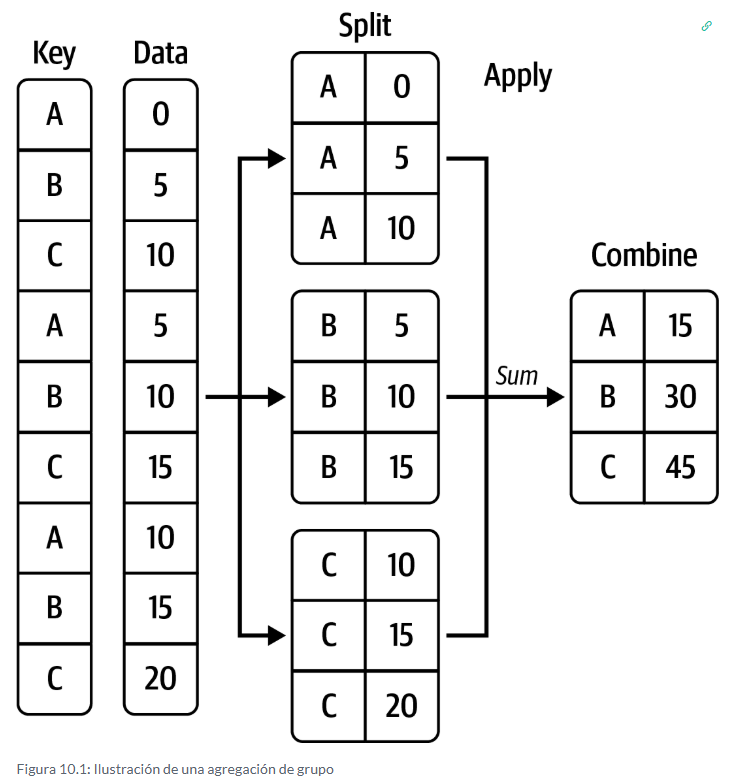 Key Data Split Apply
A 0
B 5
C 10
A 5
B 10
C 15
A 10
B 15
C 20
A 0
A 5
A 10
B 5
B 10
B 15
C 10
C 15
C 20
Sum
Combine
A 15
B 30
C 45
Figura 10.1: Ilustración de una agregación de grupo